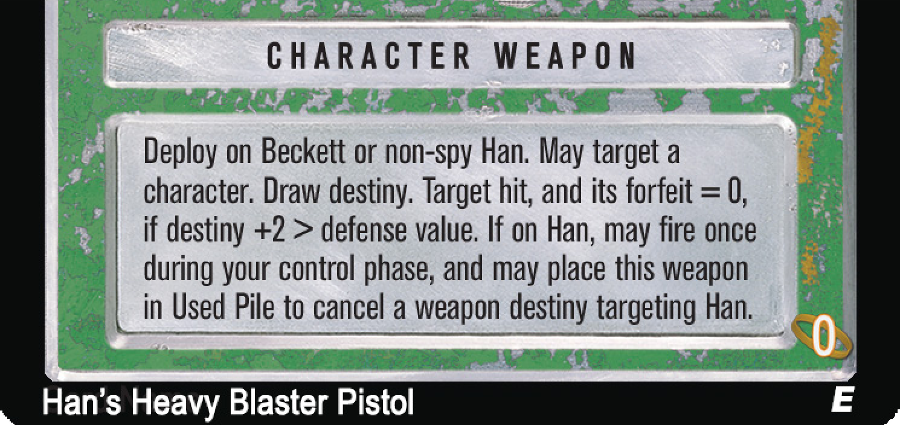 CHARACTER WEAPON
Deploy on Beckett or non-spy Han. May target a
character. Draw destiny. Target hit, and its forfeit = 0,
if destiny +2 > defense value. If on Han, may fire once
during your control phase, and may place this weapon
in Used Pile to cancel a weapon destiny targeting Han.
0
Han's Heavy Blaster Pistol E